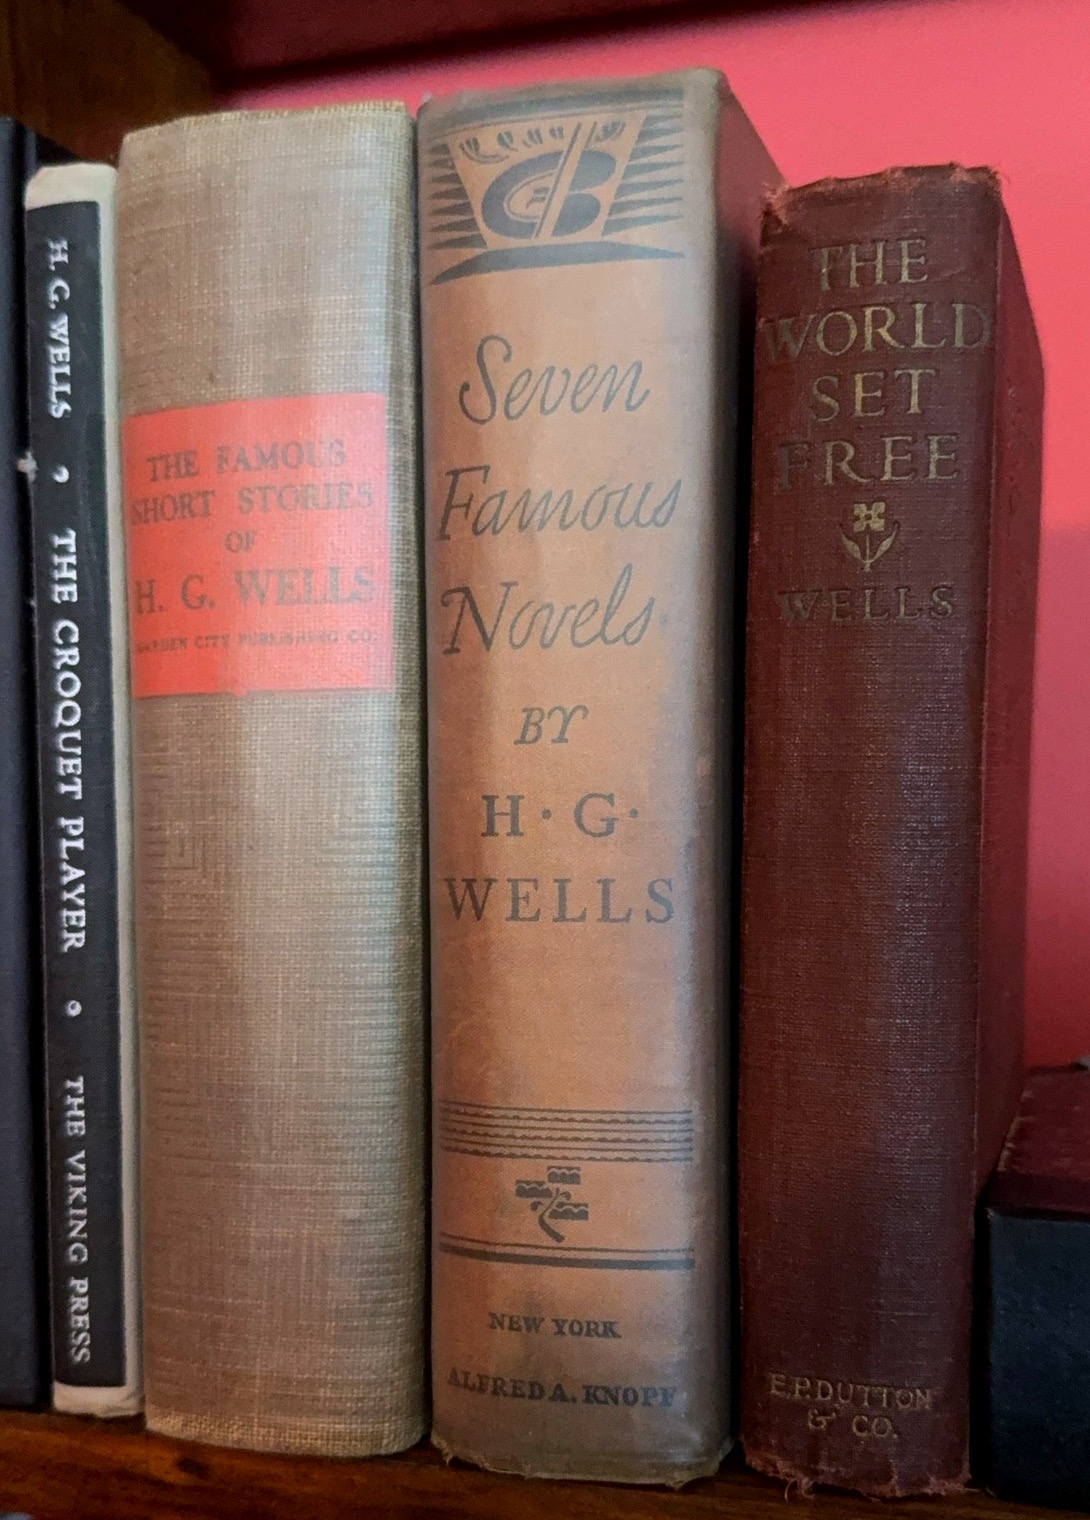 H. G. WELLS • THE CROQUET PLAYER • THE VIKING PRESS
THE FAMOUS
SHORT STORIES
OF
H. G. WELLS
GARDEN CITY PUBLISHING CO.
Seven
Famous
Novels
BY
H·G·
WELLS
NEW YORK
ALFRED A. KNOPF
THE
WORLD
SET
FREE
WELLS
E.P. DUTTON
& CO.